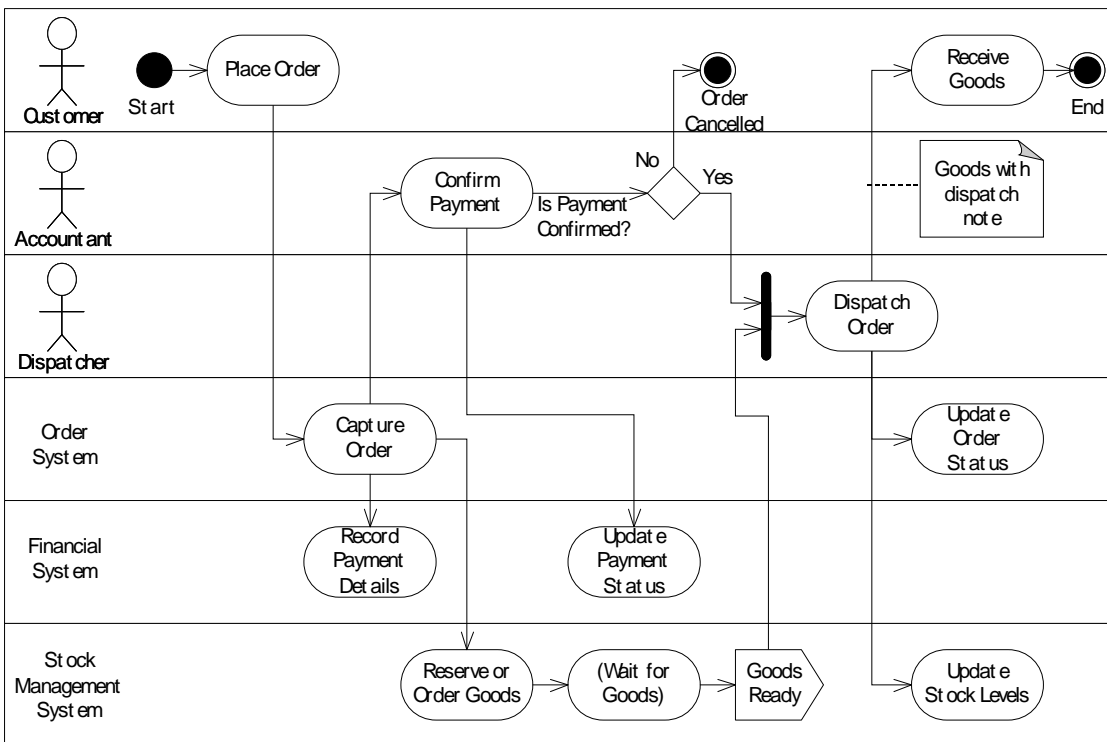 Customer
Start
Place Order
Order
Cancelled
Receive
Goods
End
Accountant
Confirm
Payment
Is Payment
Confirmed?
No
Yes
Goods with
dispatch
note
Dispatcher
Dispatch
Order
Order
System
Capture
Order
Update
Order
Status
Financial
System
Record
Payment
Details
Update
Payment
Status
Stock
Management
System
Reserve or
Order Goods
(Wait for
Goods)
Goods
Ready
Update
Stock Levels